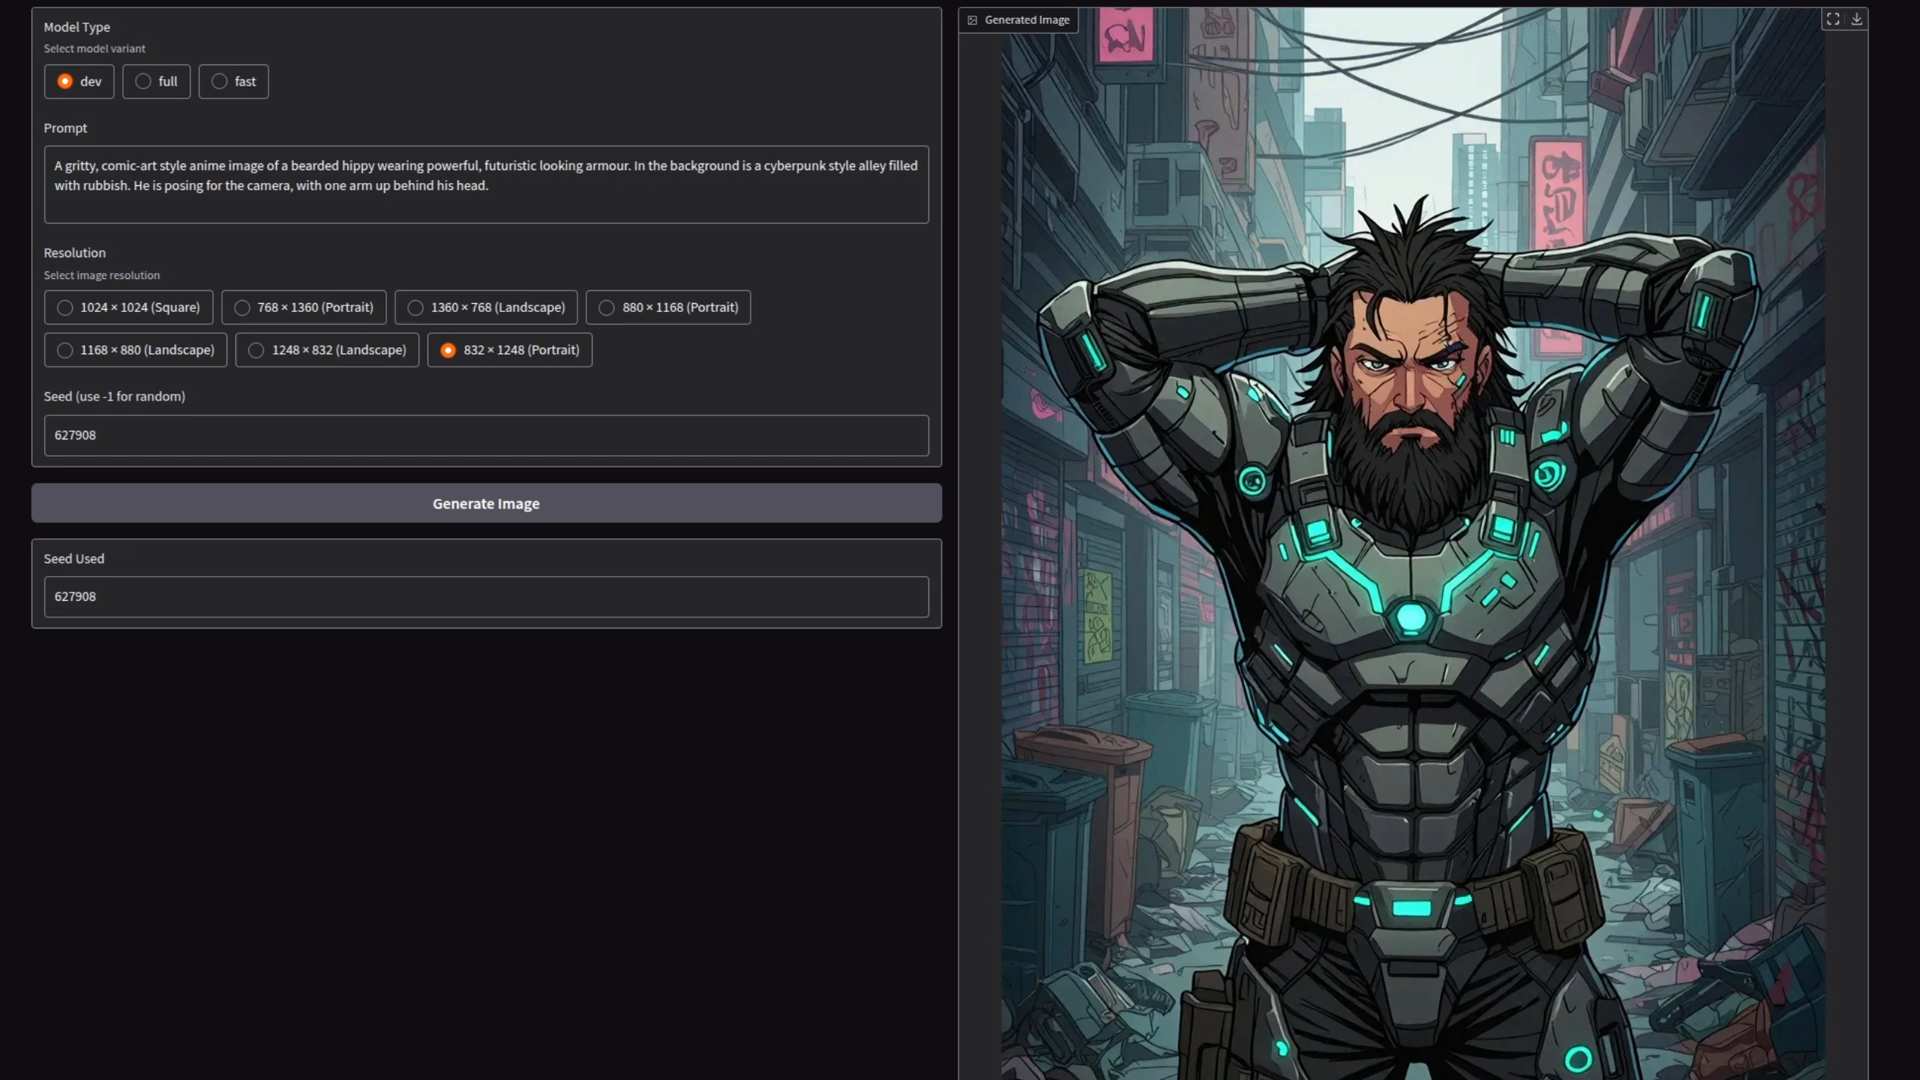 Model Type
Select model variant
dev
full
fast
Prompt
A gritty, comic-art style anime image of a bearded hippy wearing powerful, futuristic looking armour. In the background is a cyberpunk style alley filled
with rubbish. He is posing for the camera, with one arm up behind his head.
Resolution
Select image resolution
1024 × 1024 (Square)
768 × 1360 (Portrait)
1360 × 768 (Landscape)
880 × 1168 (Portrait)
1168 × 880 (Landscape)
1248 × 832 (Landscape)
832 × 1248 (Portrait)
Seed (use -1 for random)
627908
Generate Image
Seed Used
627908
Generated Image